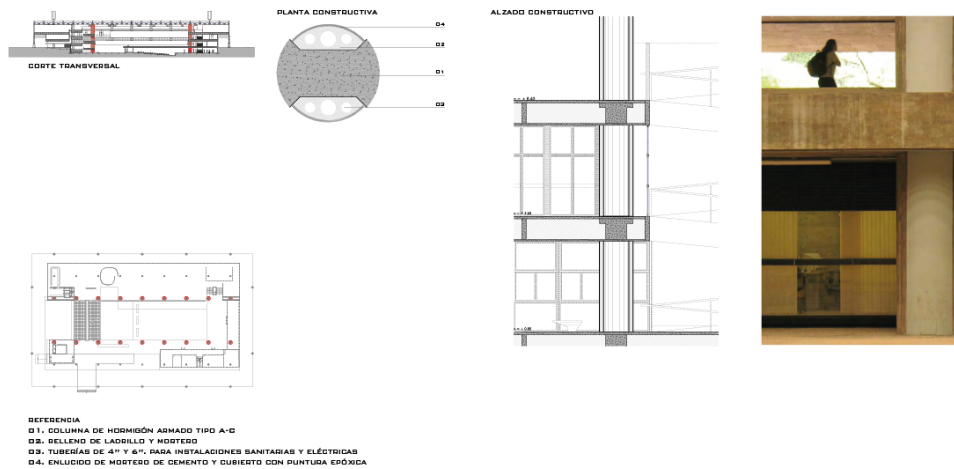 PLANTA CONSTRUCTIVA
ALZADO CONSTRUCTIVO
04
02
01
03
CORTE TRANSVERSAL
REFERENCIA
01. COLUMNA DE HORMIGÓN ARMADO TIPO A-C
02. RELLENO DE LADRILLO Y MORTERO
03. TUBERÍAS DE 4” Y 6”. PARA INSTALACIONES SANITARIAS Y ELÉCTRICAS
04. ENLUCIDO DE MORTERO DE CEMENTO Y CUBIERTO CON PUNTURA EPÓXICA